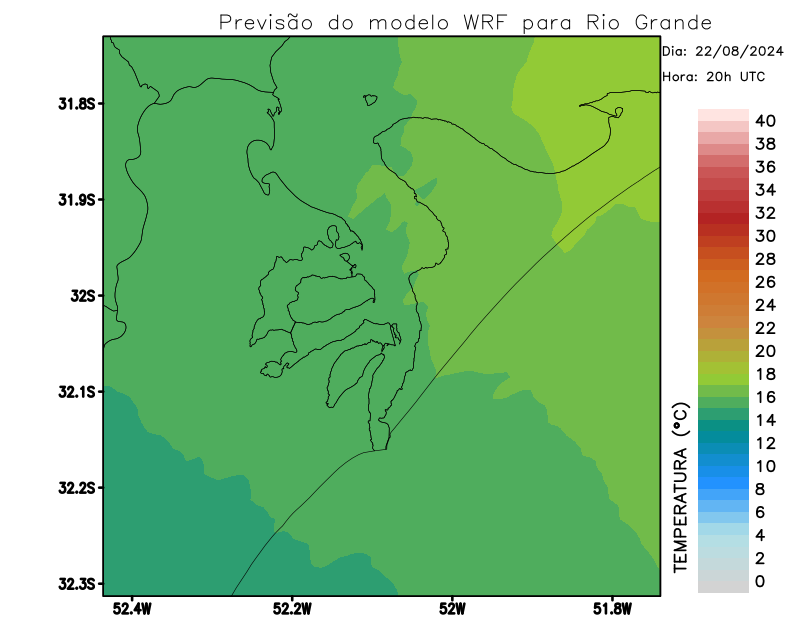 Previsão do modelo WRF para Rio Grande
Dia: 22/08/2024
Hora: 20h UTC
31.8S
31.9S
32S
32.1S
32.2S
32.3S
52.4W
52.2W
52W
51.8W
TEMPERATURA (°C)
40
38
36
34
32
30
28
26
24
22
20
18
16
14
12
10
8
6
4
2
0